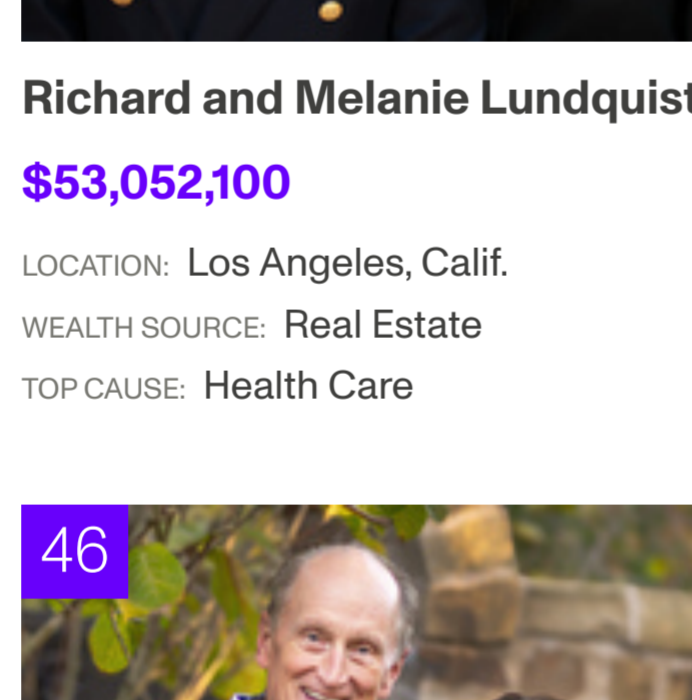 Richard and Melanie Lundquist
$53,052,100
LOCATION: Los Angeles, Calif.
WEALTH SOURCE: Real Estate
TOP CAUSE: Health Care
46